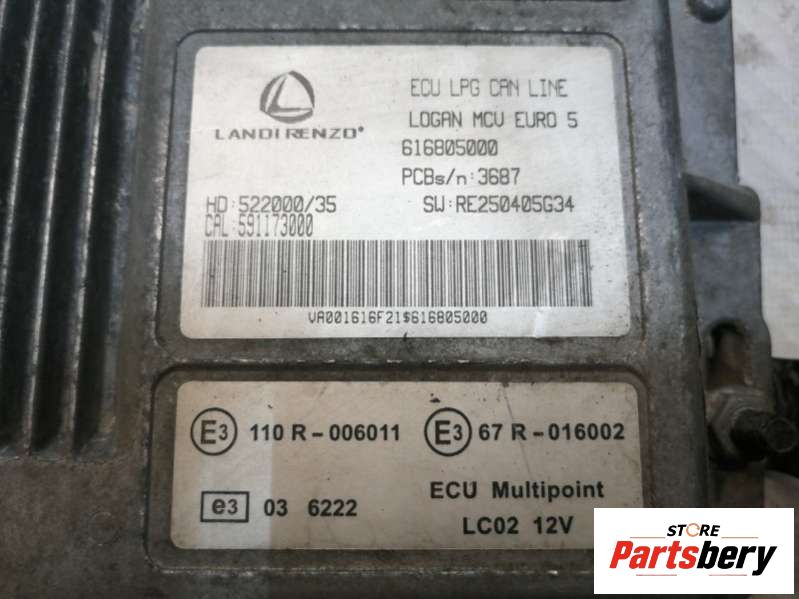 LANDIRENZO®
ECU LPG CAN LINE
LOGAN MCV EURO 5
616805000
PCBs/n:3687
HD:522000/35 SW:RE250405G34
CAL:591173000
VA001616F21$616805000
E3 110 R-006011 E3 67 R-016002
e3 03 6222 ECU Multipoint
LC02 12V
STORE
Partsbery